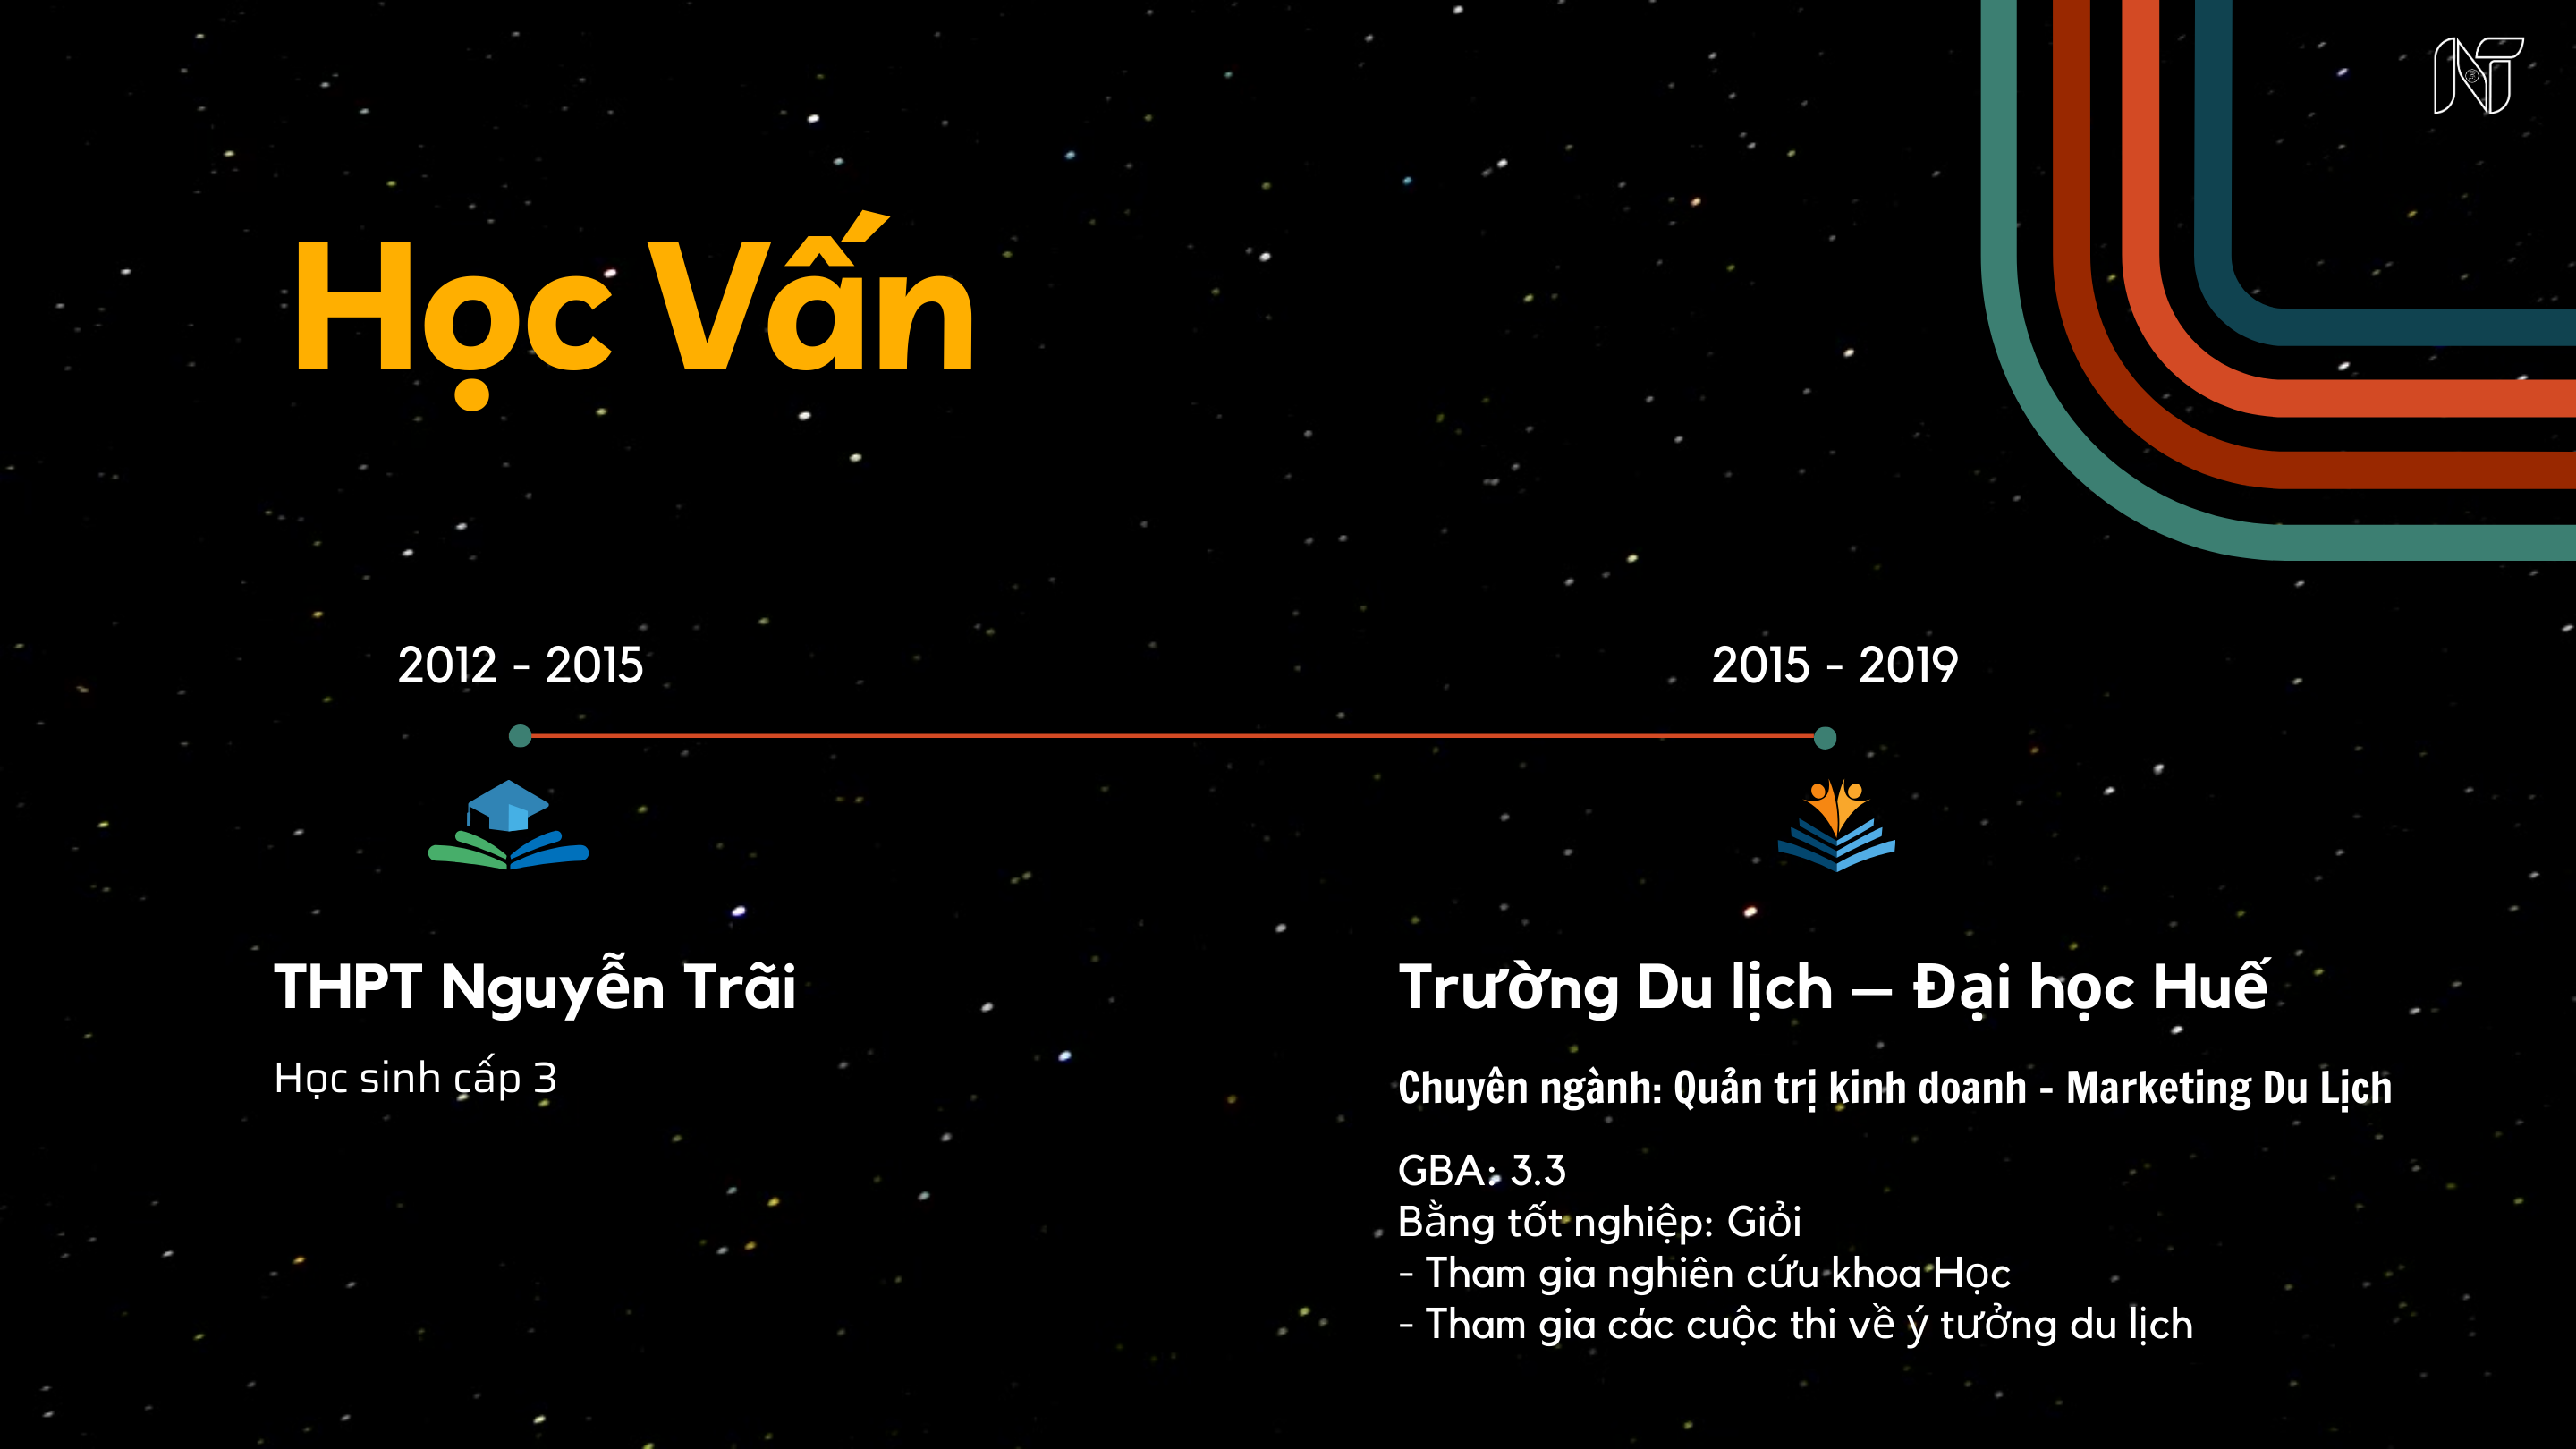 NT
Học Vấn
2012 - 2015
2015 - 2019
THPT Nguyễn Trãi
Học sinh cấp 3
Trường Du lịch – Đại học Huế
Chuyên ngành: Quản trị kinh doanh - Marketing Du Lịch
GBA: 3.3
Bằng tốt nghiệp: Giỏi
- Tham gia nghiên cứu khoa Học
- Tham gia các cuộc thi về ý tưởng du lịch